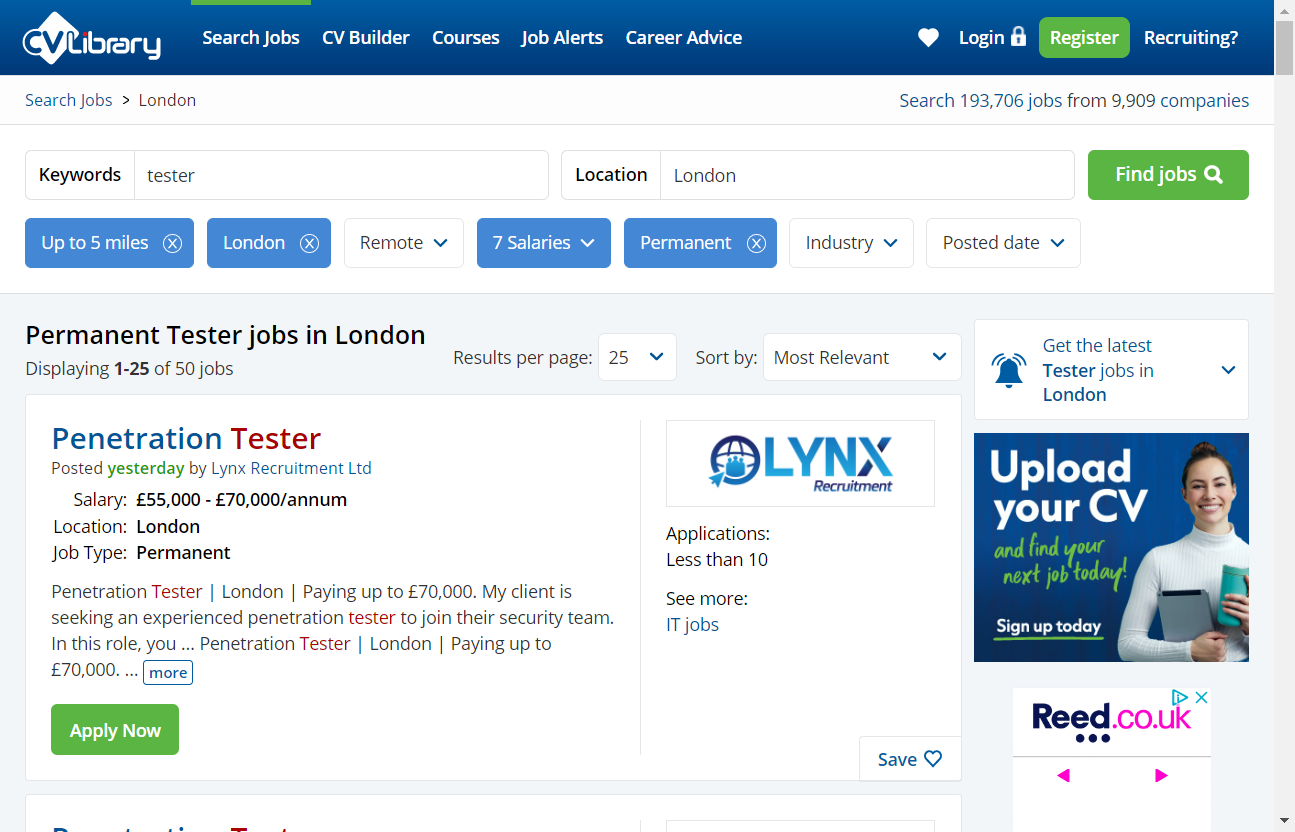 CVLibrary
Search Jobs CV Builder Courses Job Alerts Career Advice Login Register Recruiting?
Search Jobs > London
Search 193,706 jobs from 9,909 companies
Keywords tester Location London Find jobs
Up to 5 miles London Remote 7 Salaries Permanent Industry Posted date
Permanent Tester jobs in London
Displaying 1-25 of 50 jobs
Results per page: 25 Sort by: Most Relevant
Get the latest
Tester jobs in
London
Penetration Tester
Posted yesterday by Lynx Recruitment Ltd
Salary: £55,000 - £70,000/annum
Location: London
Job Type: Permanent
Penetration Tester | London | Paying up to £70,000. My client is
seeking an experienced penetration tester to join their security team.
In this role, you ... Penetration Tester | London | Paying up to
£70,000. ... more
Apply Now
LYNX
Recruitment
Applications:
Less than 10
See more:
IT jobs
Save
Upload
your CV
and find your
next job today!
Sign up today
Reed.co.uk